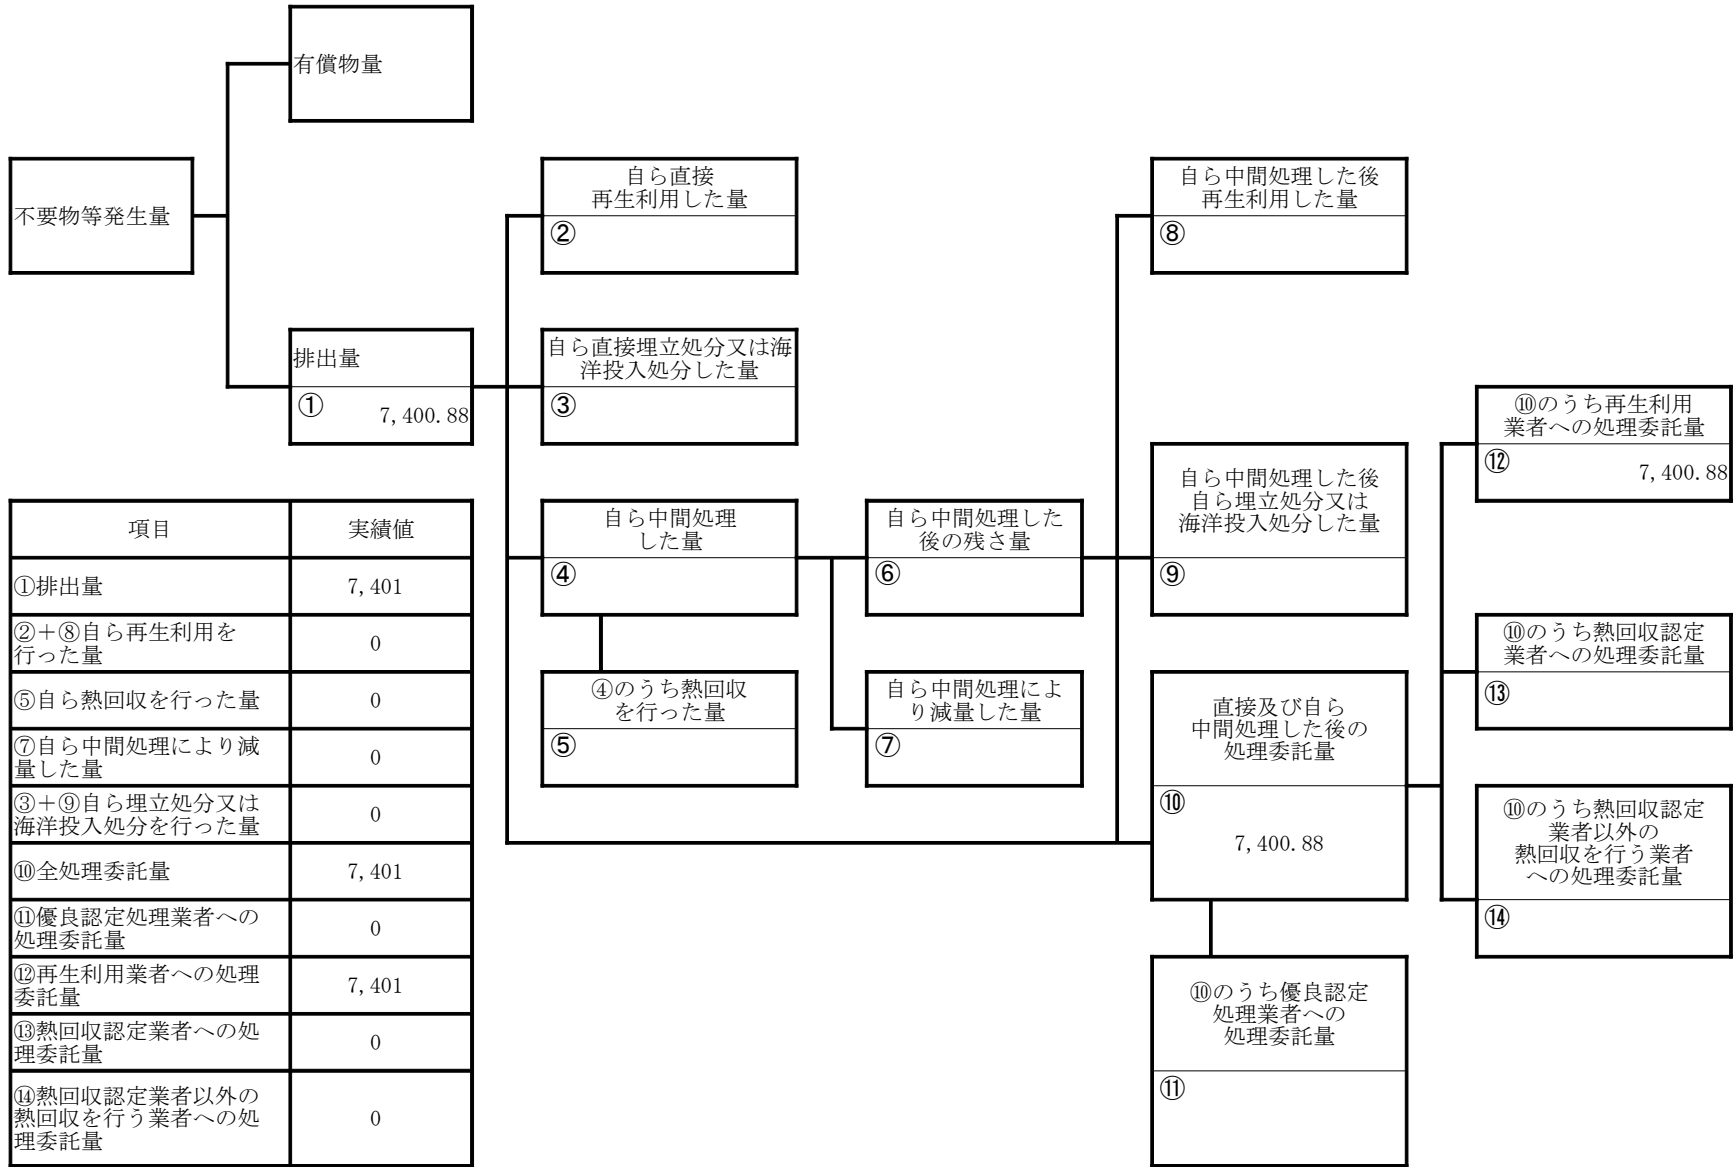 有償物量
不要物等発生量
自ら直接
再生利用した量
②
自ら中間処理した後
再生利用した量
⑧
排出量
①
7,400.88
自ら直接埋立処分又は海
洋投入処分した量
③
⑩のうち再生利用
業者への処理委託量
⑫
7,400.88
自ら中間処理
した量
④
自ら中間処理した
後の残さ量
⑥
自ら中間処理した後
自ら埋立処分又は
海洋投入処分した量
⑨
⑩のうち熱回収認定
業者への処理委託量
⑬
④のうち熱回収
を行った量
⑤
自ら中間処理によ
り減量した量
⑦
直接及び自ら
中間処理した後の
処理委託量
⑩
7,400.88
⑩のうち熱回収認定
業者以外の
熱回収を行う業者
への処理委託量
⑭
⑩のうち優良認定
処理業者への
処理委託量
⑪
項目 実績値
①排出量 7,401
②＋⑧自ら再生利用を
行った量 0
⑤自ら熱回収を行った量 0
⑦自ら中間処理により減
量した量 0
③＋⑨自ら埋立処分又は
海洋投入処分を行った量 0
⑩全処理委託量 7,401
⑪優良認定処理業者への
処理委託量 0
⑫再生利用業者への処理
委託量 7,401
⑬熱回収認定業者への処
理委託量 0
⑭熱回収認定業者以外の
熱回収を行う業者への処
理委託量 0